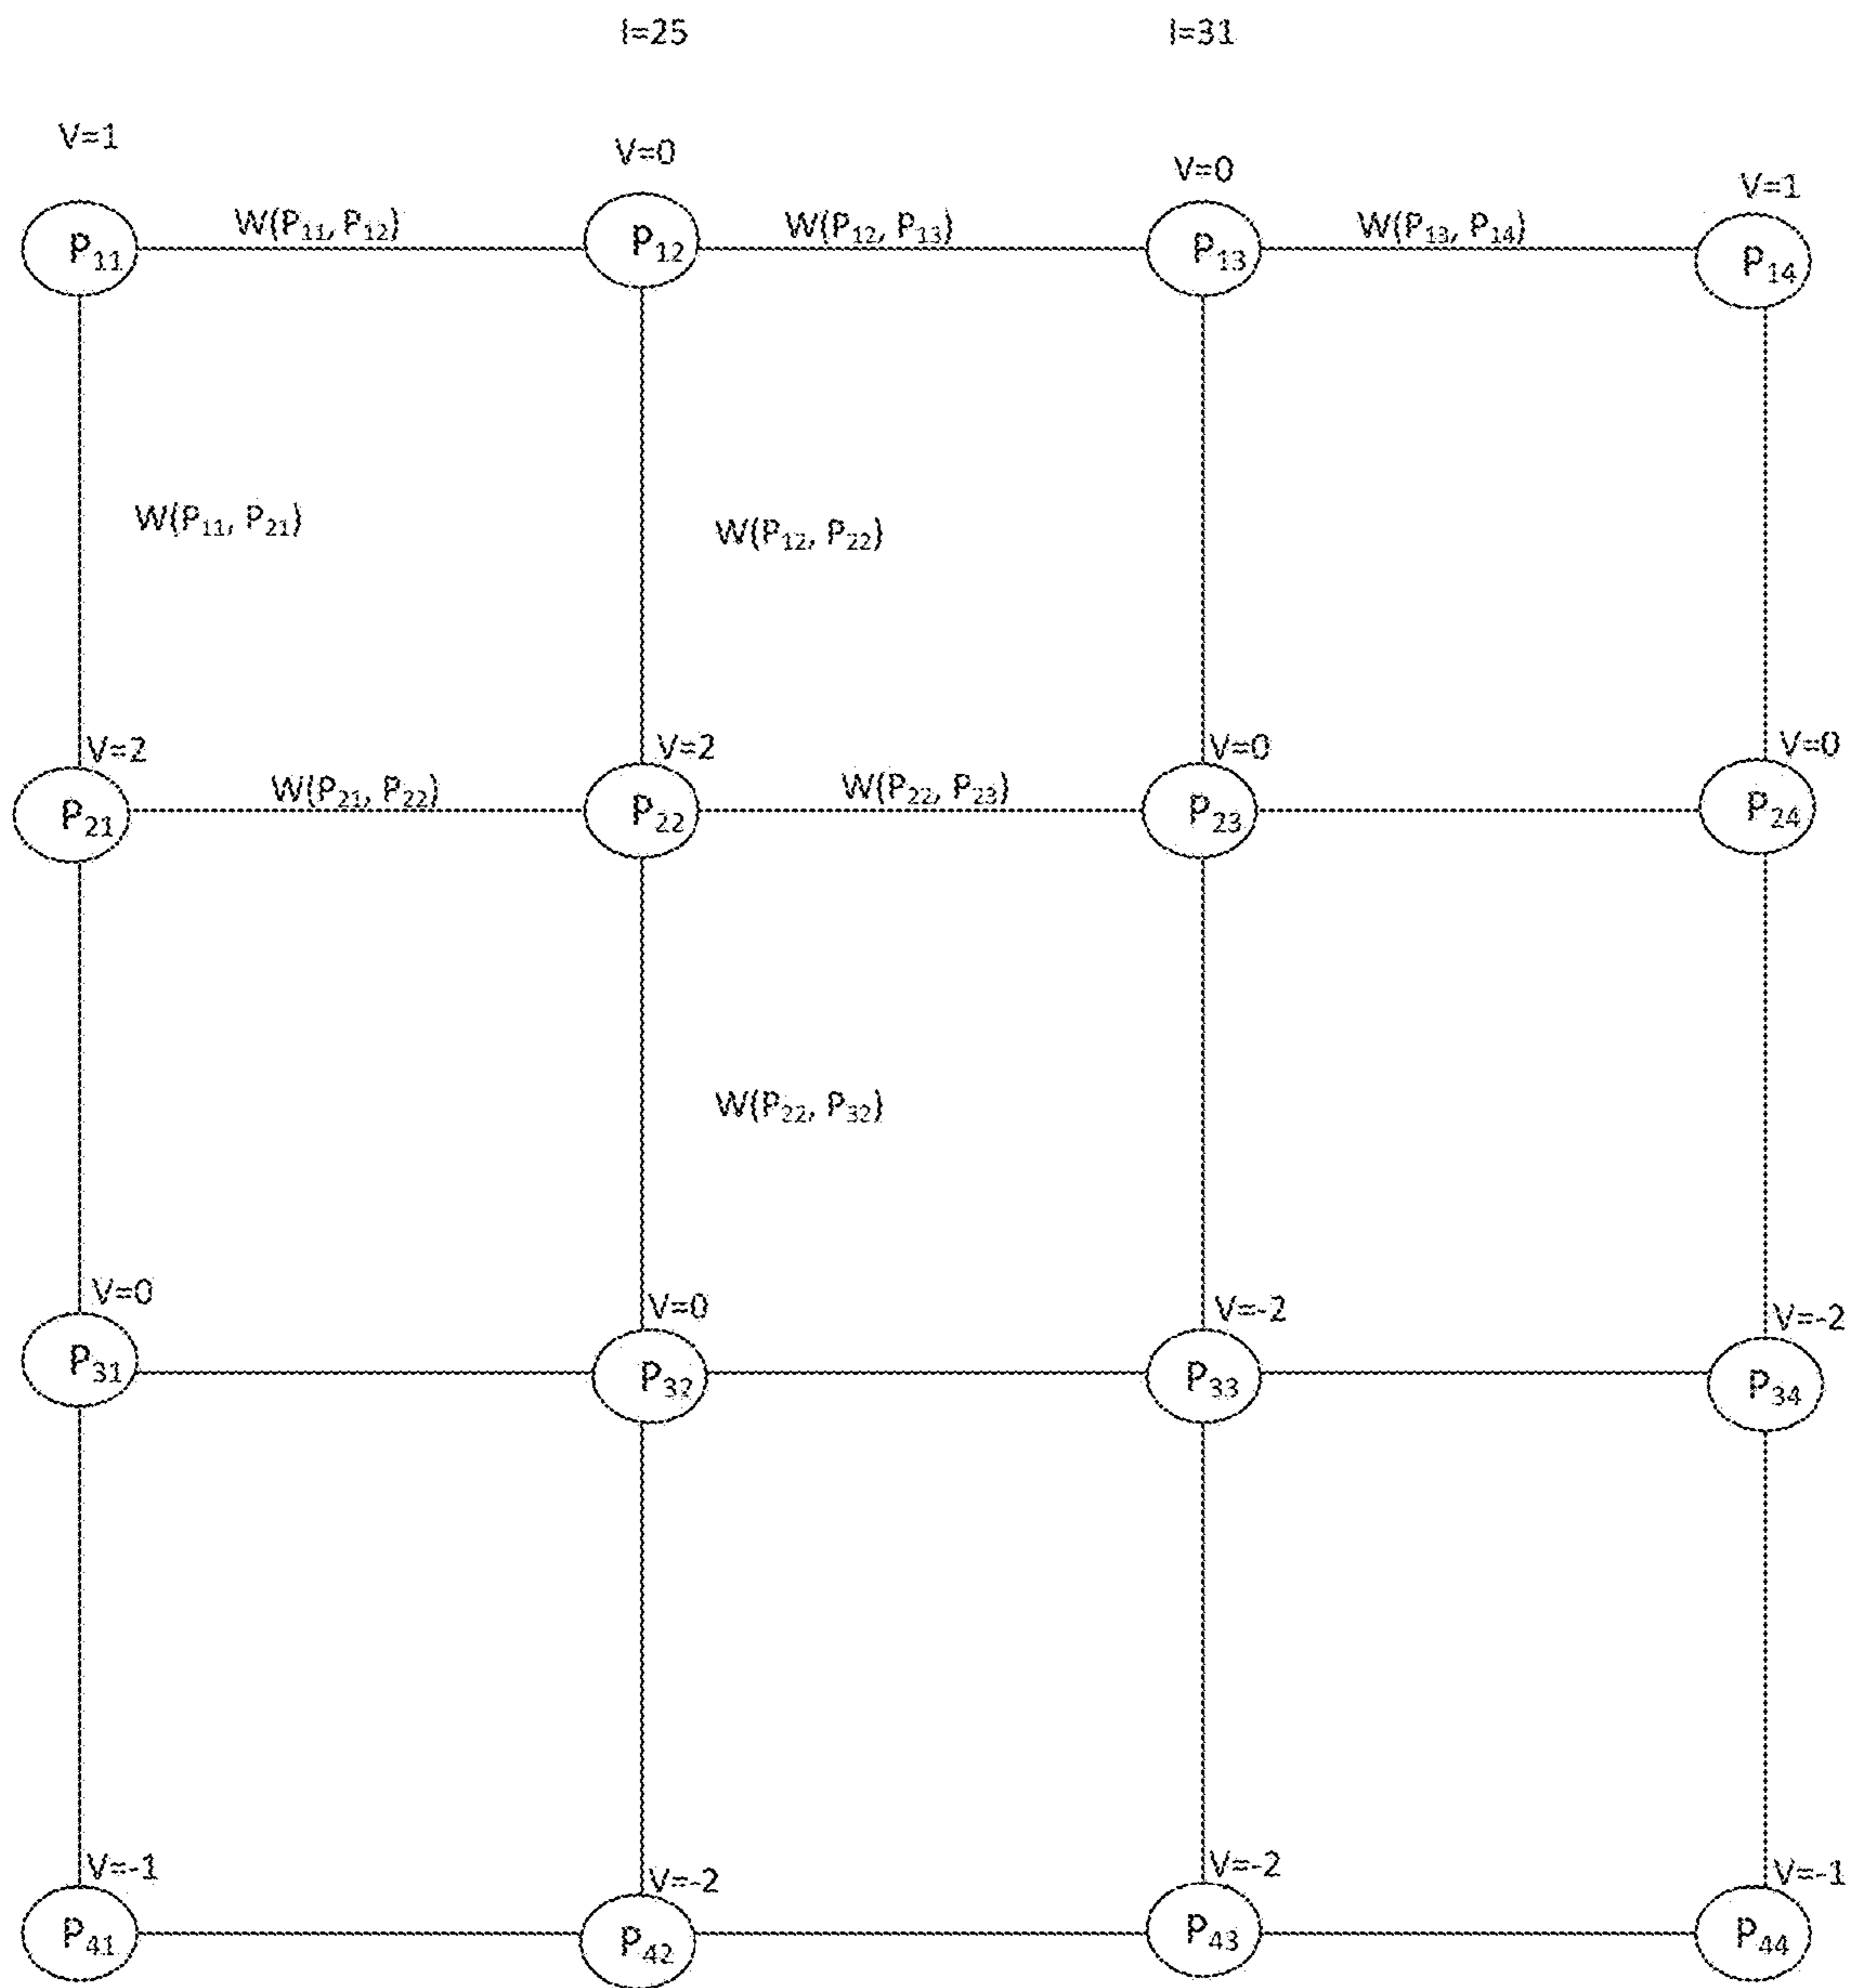 I=25 I=31
V=1 V=0 V=0 V=1
P11 W(P11, P12) P12 W(P12, P13) P13 W(P13, P14) P14
W(P11, P21) W(P12, P22)
V=2 V=2 V=0 V=0
P21 W(P21, P22) P22 W(P22, P23) P23 P24
W(P22, P32)
V=0 V=0 V=-2 V=-2
P31 P32 P33 P34
V=-1 V=-2 V=-2 V=-1
P41 P42 P43 P44